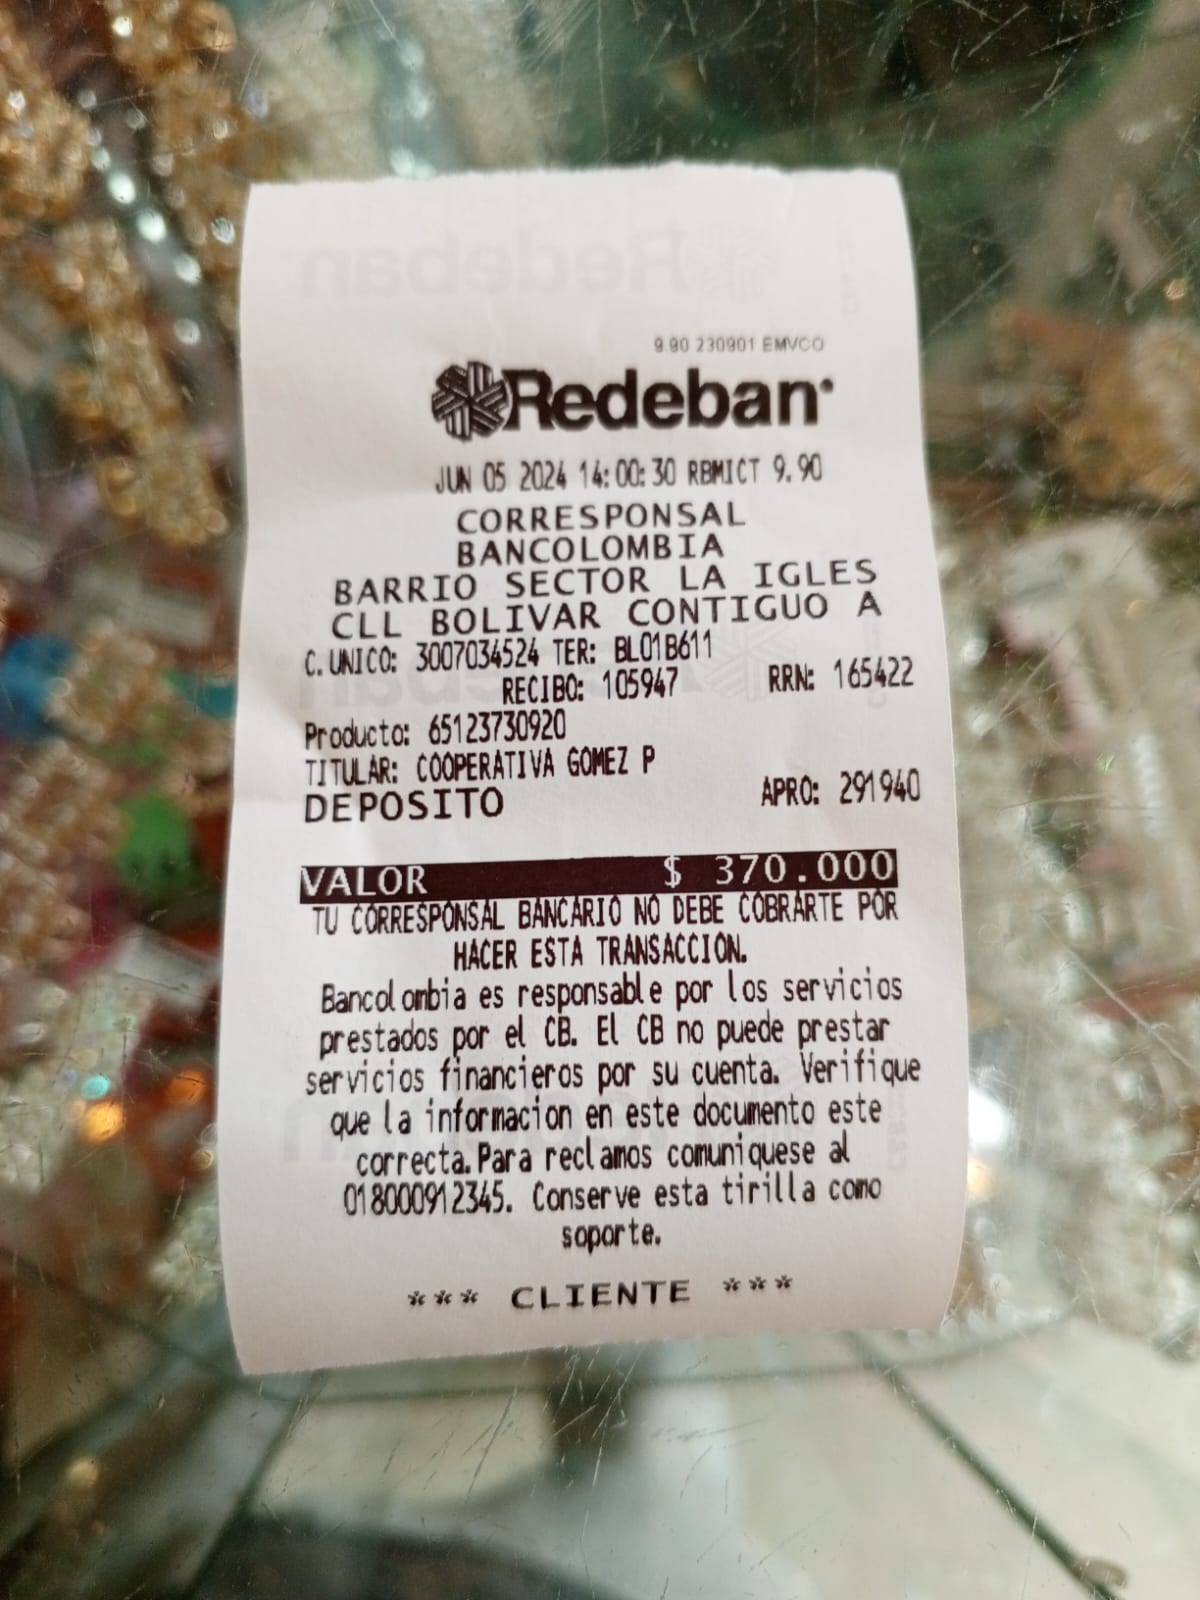 9.90 230901 EMVCO
Redeban
JUN 05 2024 14:00:30 RBMICT 9.90
CORRESPONSAL
BANCOLOMBIA
BARRIO SECTOR LA IGLES
CLL BOLIVAR CONTIGUO A
C. UNICO: 3007034524 TER: BL01B611
RECIBO: 105947 RRN: 165422
Producto: 65123730920
TITULAR: COOPERATIVA GOMEZ P
DEPOSITO APRO: 291940
VALOR $ 370.000
TU CORRESPONSAL BANCARIO NO DEBE COBRARTE POR
HACER ESTA TRANSACCION.
Bancolombia es responsable por los servicios
prestados por el CB. El CB no puede prestar
servicios financieros por su cuenta. Verifique
que la informacion en este documento este
correcta. Para reclamos comuniquese al
018000912345. Conserve esta tirilla como
soporte.
*** CLIENTE ***